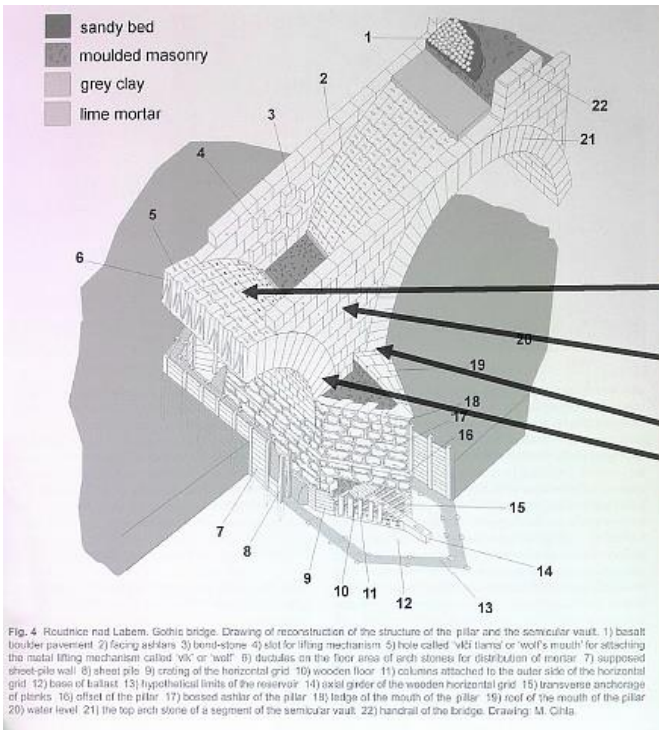 sandy bed
moulded masonry
grey clay
lime mortar
1
2
22
3
21
4
5
6
20
19
18
17
16
15
7
8
14
9
10
11
12
13
Fig. 4 Roudnice nad Labem. Gothic bridge. Drawing of reconstruction of the structure of the pillar and the semicular vault. 1) basalt
boulder pavement 2) facing ashlars 3) bond-stone 4) slot for lifting mechanism 5) hole called 'vlčí tlama' or 'wolf's mouth' for attaching
the metal lifting mechanism called 'vlk' or 'wolf' 6) ductules on the floor area of arch stones for distribution of mortar 7) supposed
sheet-pile wall 8) sheet pile 9) crating of the horizontal grid 10) wooden floor 11) columns attached to the outer side of the horizontal
grid 12) base of ballast 13) hypothetical limits of the reservoir 14) axial girder of the wooden horizontal grid 15) transverse anchorage
of planks 16) offset of the pillar 17) bossed ashlar of the pillar 18) ledge of the mouth of the pillar 19) roof of the mouth of the pillar
20) water level 21) the top arch stone of a segment of the semicular vault 22) handrail of the bridge. Drawing: M. Cihla.